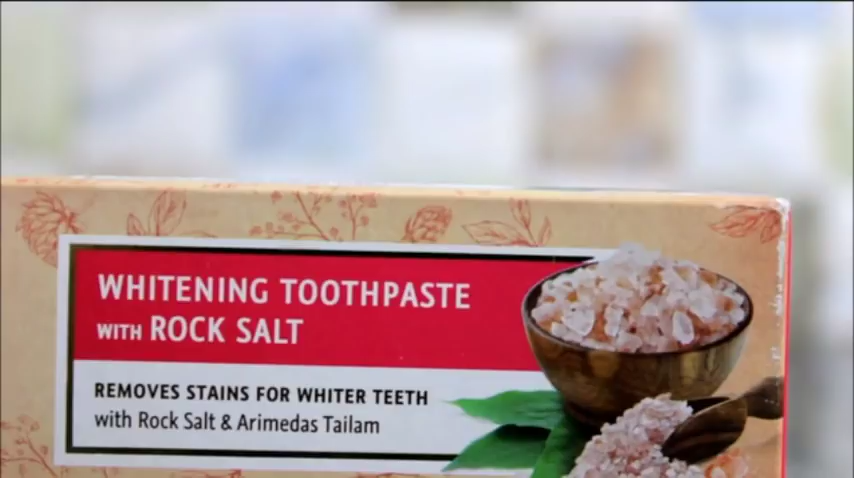 WHITENING TOOTHPASTE
WITH ROCK SALT
REMOVES STAINS FOR WHITER TEETH
with Rock Salt & Arimedas Tailam